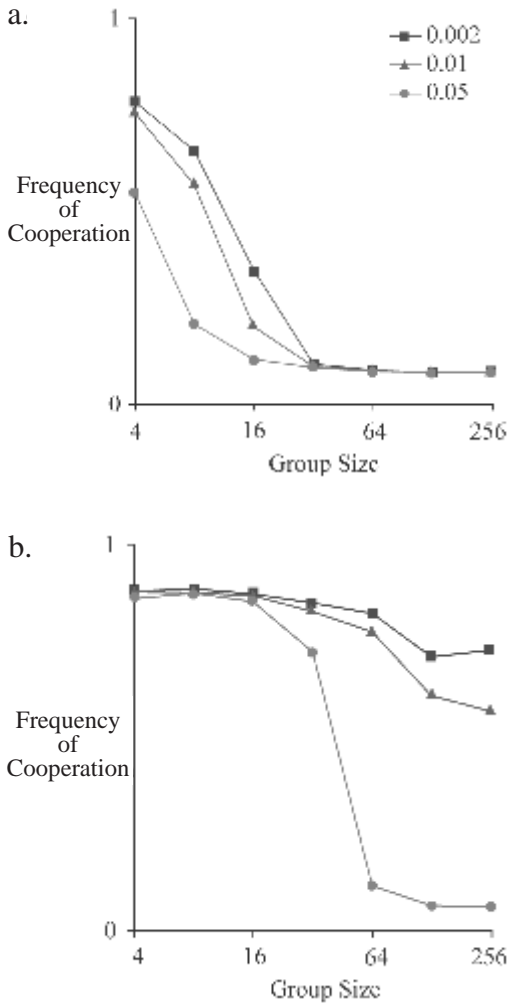 a.
1
0.002
0.01
0.05
Frequency
of
Cooperation
0
4 16 64 256
Group Size
b.
1
Frequency
of
Cooperation
0
4 16 64 256
Group Size